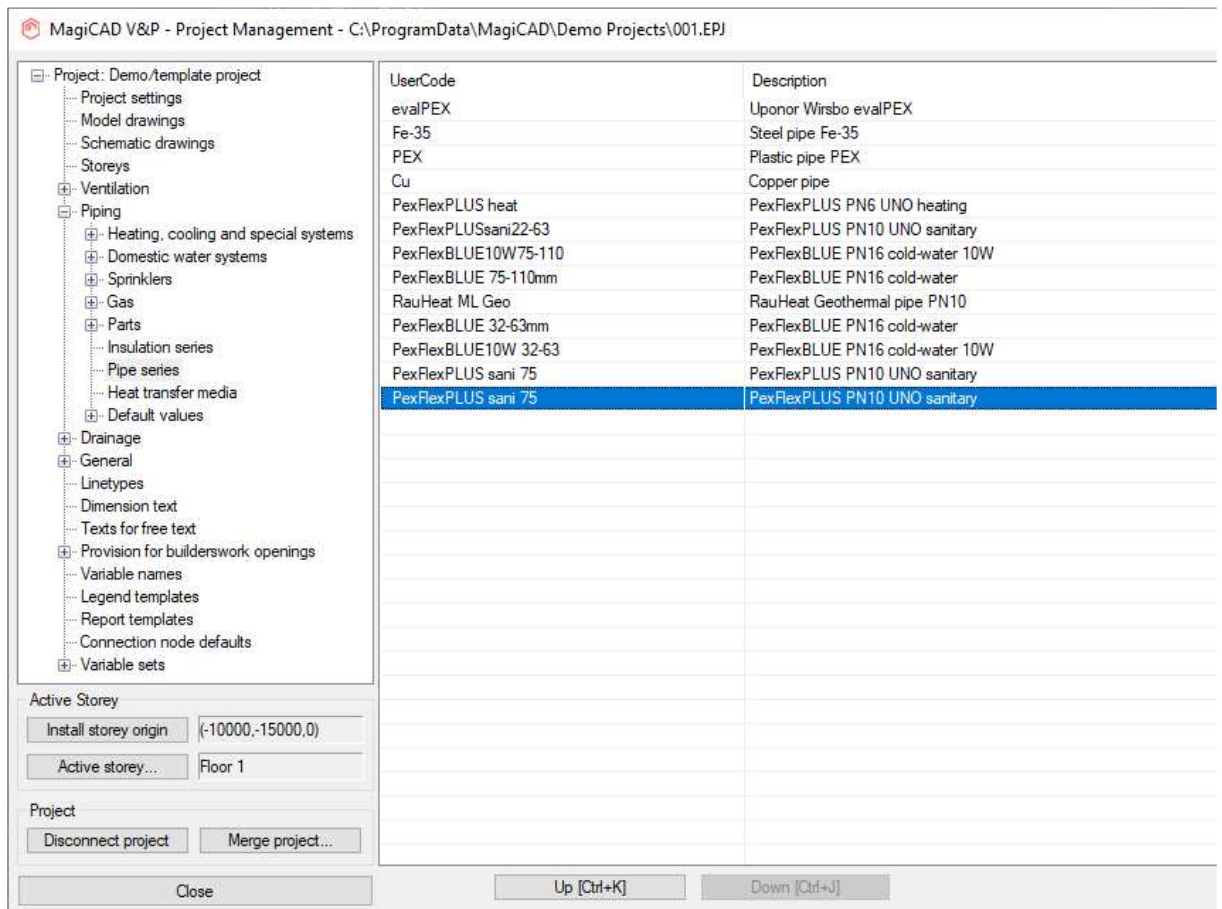 MagiCAD V&P - Project Management - C:\ProgramData\MagiCAD\Demo Projects\001.EPJ
Project: Demo/template project
Project settings
Model drawings
Schematic drawings
Storeys
Ventilation
Piping
Heating, cooling and special systems
Domestic water systems
Sprinklers
Gas
Parts
Insulation series
Pipe series
Heat transfer media
Default values
Drainage
General
Linetypes
Dimension text
Texts for free text
Provision for builderswork openings
Variable names
Legend templates
Report templates
Connection node defaults
Variable sets
Active Storey
Install storey origin (-10000,-15000,0)
Active storey... Floor 1
Project
Disconnect project Merge project...
Close
UserCode Description
evalPEX Uponor Wirsbo evalPEX
Fe-35 Steel pipe Fe-35
PEX Plastic pipe PEX
Cu Copper pipe
PexFlexPLUS heat PexFlexPLUS PN6 UNO heating
PexFlexPLUSsani22-63 PexFlexPLUS PN10 UNO sanitary
PexFlexBLUE10W75-110 PexFlexBLUE PN16 cold-water 10W
PexFlexBLUE 75-110mm PexFlexBLUE PN16 cold-water
RauHeat ML Geo RauHeat Geothermal pipe PN10
PexFlexBLUE 32-63mm PexFlexBLUE PN16 cold-water
PexFlexBLUE10W 32-63 PexFlexBLUE PN16 cold-water 10W
PexFlexPLUS sani 75 PexFlexPLUS PN10 UNO sanitary
PexFlexPLUS sani 75 PexFlexPLUS PN10 UNO sanitary
Up [Ctrl+K] Down [Ctrl+J]